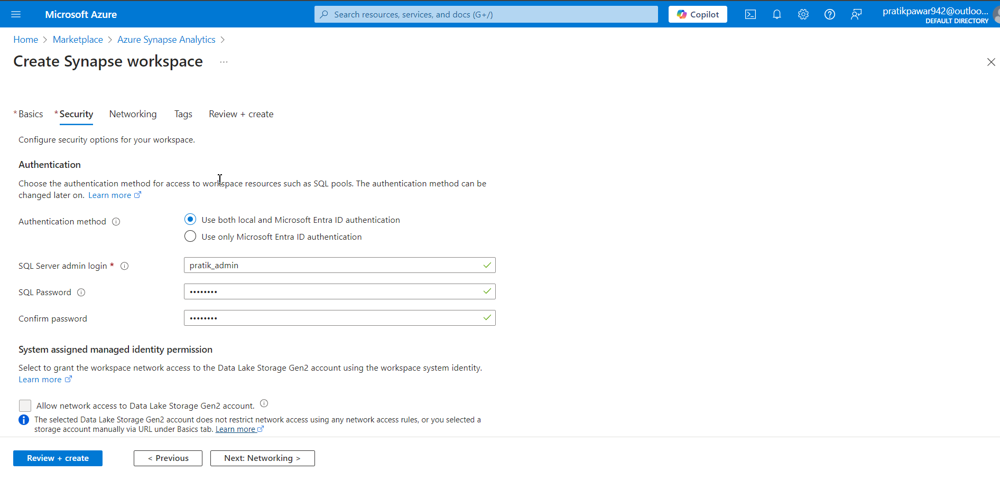 Microsoft Azure
Search resources, services, and docs (G+/)
Copilot
pratikpawar942@outloo...
DEFAULT DIRECTORY
Home > Marketplace > Azure Synapse Analytics >
Create Synapse workspace ...
* Basics * Security Networking Tags Review + create
Configure security options for your workspace.
Authentication
Choose the authentication method for access to workspace resources such as SQL pools. The authentication method can be
changed later on. Learn more
Authentication method
Use both local and Microsoft Entra ID authentication
Use only Microsoft Entra ID authentication
SQL Server admin login *
pratik_admin
SQL Password
••••••••
Confirm password
••••••••
System assigned managed identity permission
Select to grant the workspace network access to the Data Lake Storage Gen2 account using the workspace system identity.
Learn more
Allow network access to Data Lake Storage Gen2 account.
The selected Data Lake Storage Gen2 account does not restrict network access using any network access rules, or you selected a
storage account manually via URL under Basics tab. Learn more
Review + create
< Previous
Next: Networking >